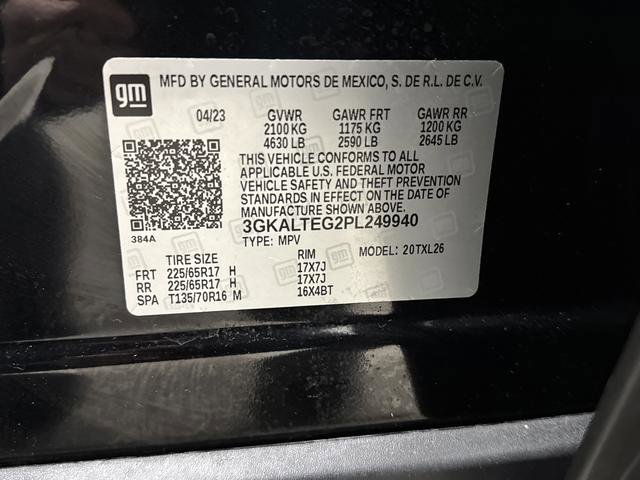 gm
MFD BY GENERAL MOTORS DE MEXICO, S. DE R.L. DE C.V.
04/23 GVWR GAWR FRT GAWR RR
2100 KG 1175 KG 1200 KG
4630 LB 2590 LB 2645 LB
THIS VEHICLE CONFORMS TO ALL
APPLICABLE U.S. FEDERAL MOTOR
VEHICLE SAFETY AND THEFT PREVENTION
STANDARDS IN EFFECT ON THE DATE OF
MANUFACTURE SHOWN ABOVE.
3GKALTEG2PL249940
384A
TYPE: MPV MODEL: 20TXL26
TIRE SIZE RIM
FRT 225/65R17 H 17X7J
RR 225/65R17 H 17X7J
SPA T135/70R16 M 16X4BT